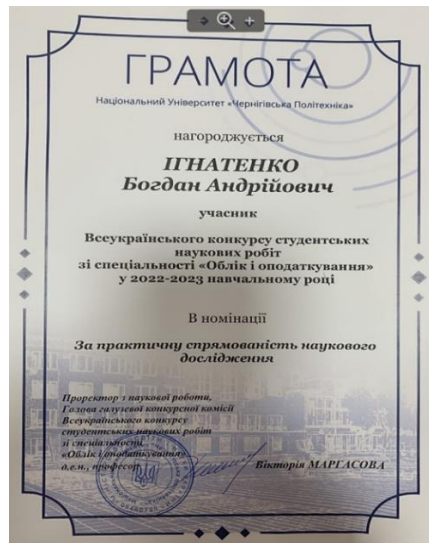 ГРАМОТА
Національний Університет «Чернігівська Політехніка»
нагороджується
ІГНАТЕНКО
Богдан Андрійович
учасник
Всеукраїнського конкурсу студентських
наукових робіт
зі спеціальності «Облік і оподаткування»
у 2022-2023 навчальному році
В номінації
За практичну спрямованість наукового
дослідження
Проректор з наукової роботи,
Голова галузевої конкурсної комісії
Всеукраїнського конкурсу
студентських наукових робіт
зі спеціальності
«Облік і оподаткування»
д.е.н., професор
Вікторія МАРГАСОВА